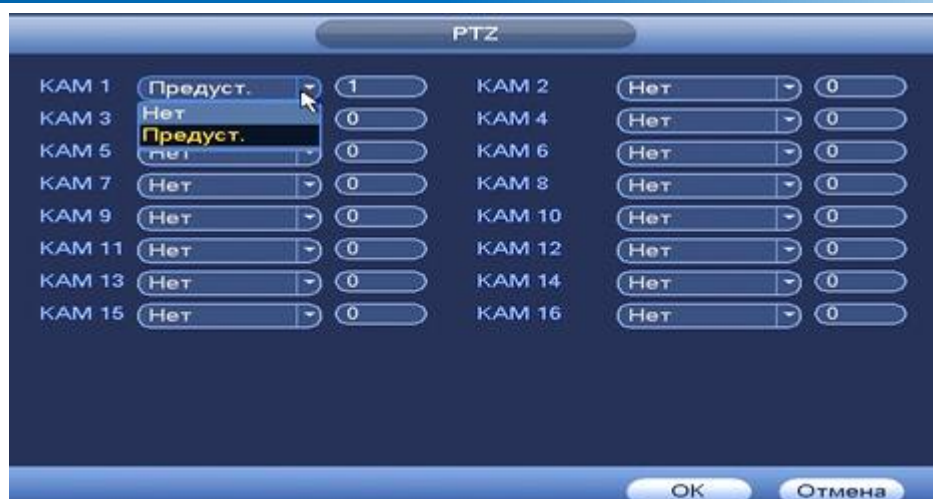 PTZ
КАМ 1 Предуст. 1 КАМ 2 Нет 0
Нет
Предуст.
КАМ 3 0 КАМ 4 Нет 0
КАМ 5 Нет 0 КАМ 6 Нет 0
КАМ 7 Нет 0 КАМ 8 Нет 0
КАМ 9 Нет 0 КАМ 10 Нет 0
КАМ 11 Нет 0 КАМ 12 Нет 0
КАМ 13 Нет 0 КАМ 14 Нет 0
КАМ 15 Нет 0 КАМ 16 Нет 0
ОК Отмена